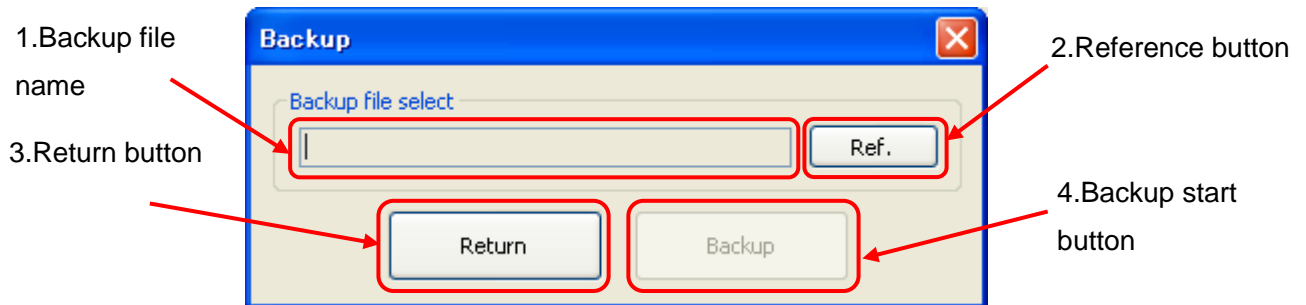 1.Backup file
name
Backup
2.Reference button
Backup file select
Ref.
3.Return button
Return
Backup
4.Backup start
button